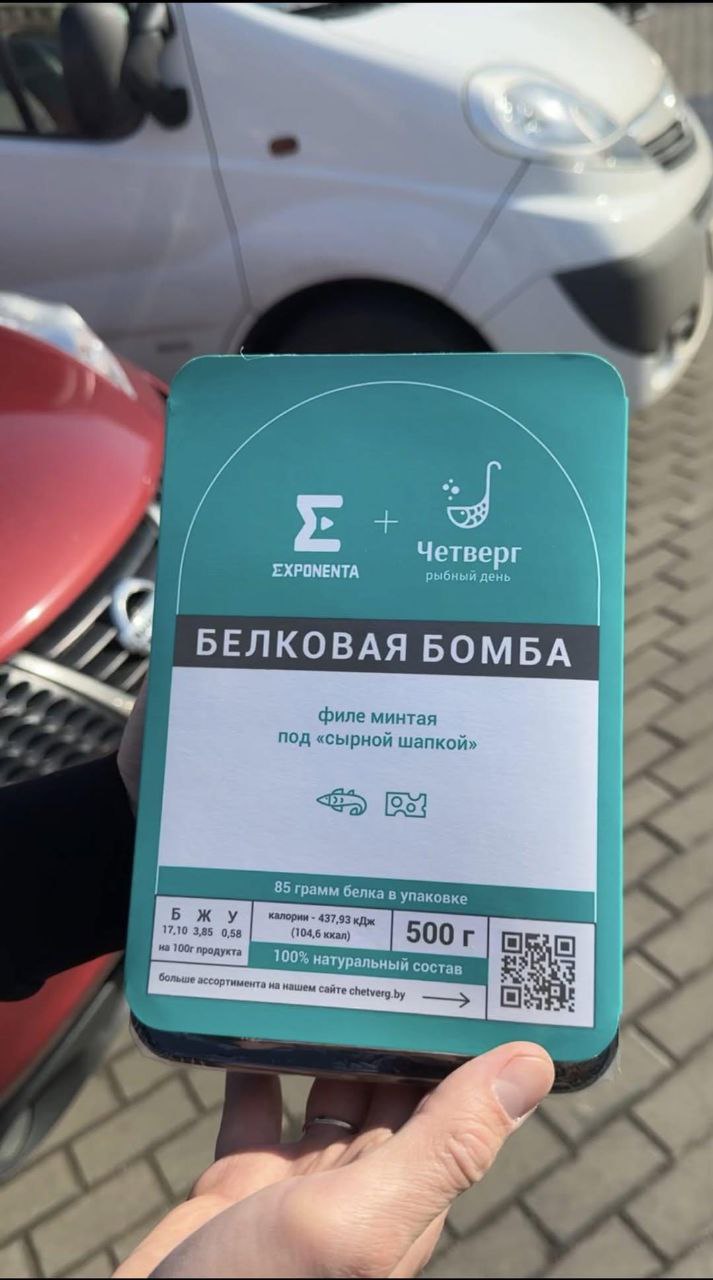 EXPONENTA
+
Четверг
рыбный день
БЕЛКОВАЯ БОМБА
филе минтая
под «сырной шапкой»
85 грамм белка в упаковке
Б Ж У
17,10 3,85 0,58
на 100г продукта
калории - 437,93 кДж
(104,6 ккал)
500 г
100% натуральный состав
больше ассортимента на нашем сайте chetverg.by